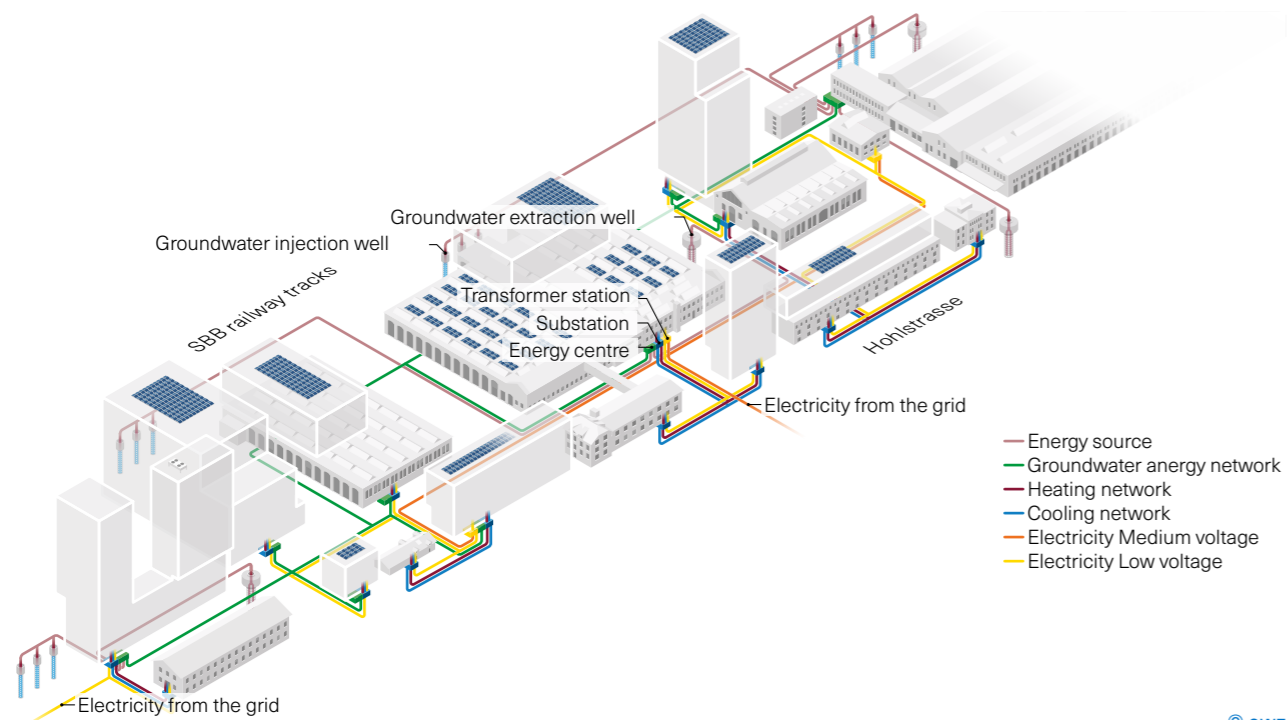 Groundwater extraction well
Groundwater injection well
SBB railway tracks
Transformer station
Substation
Energy centre
Hohlstrasse
Electricity from the grid
Energy source
Groundwater anergy network
Heating network
Cooling network
Electricity Medium voltage
Electricity Low voltage
Electricity from the grid